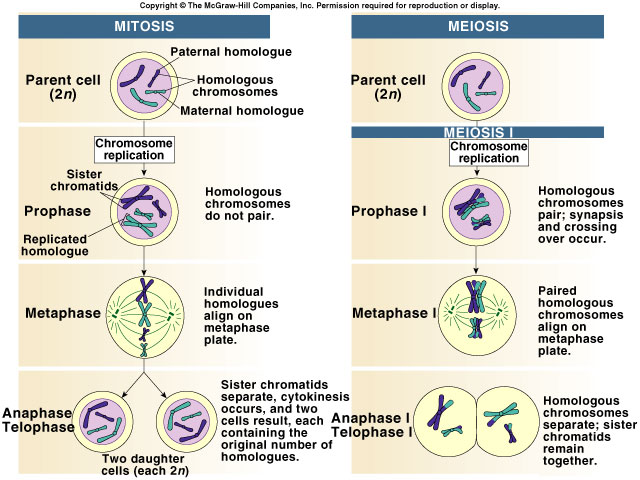 Copyright © The McGraw-Hill Companies, Inc. Permission required for reproduction or display.
MITOSIS
Paternal homologue
Parent cell
(2n)
Homologous
chromosomes
Maternal homologue
Chromosome
replication
Sister
chromatids
Prophase
Replicated
homologue
Homologous
chromosomes
do not pair.
Metaphase
Individual
homologues
align on
metaphase
plate.
Anaphase
Telophase
Two daughter
cells (each 2n)
Sister chromatids
separate, cytokinesis
occurs, and two
cells result, each
containing the
original number of
homologues.
MEIOSIS
Parent cell
(2n)
MEIOSIS I
Chromosome
replication
Prophase I
Homologous
chromosomes
pair; synapsis
and crossing
over occur.
Metaphase I
Paired
homologous
chromosomes
align on
metaphase
plate.
Anaphase I
Telophase I
Homologous
chromosomes
separate; sister
chromatids
remain
together.